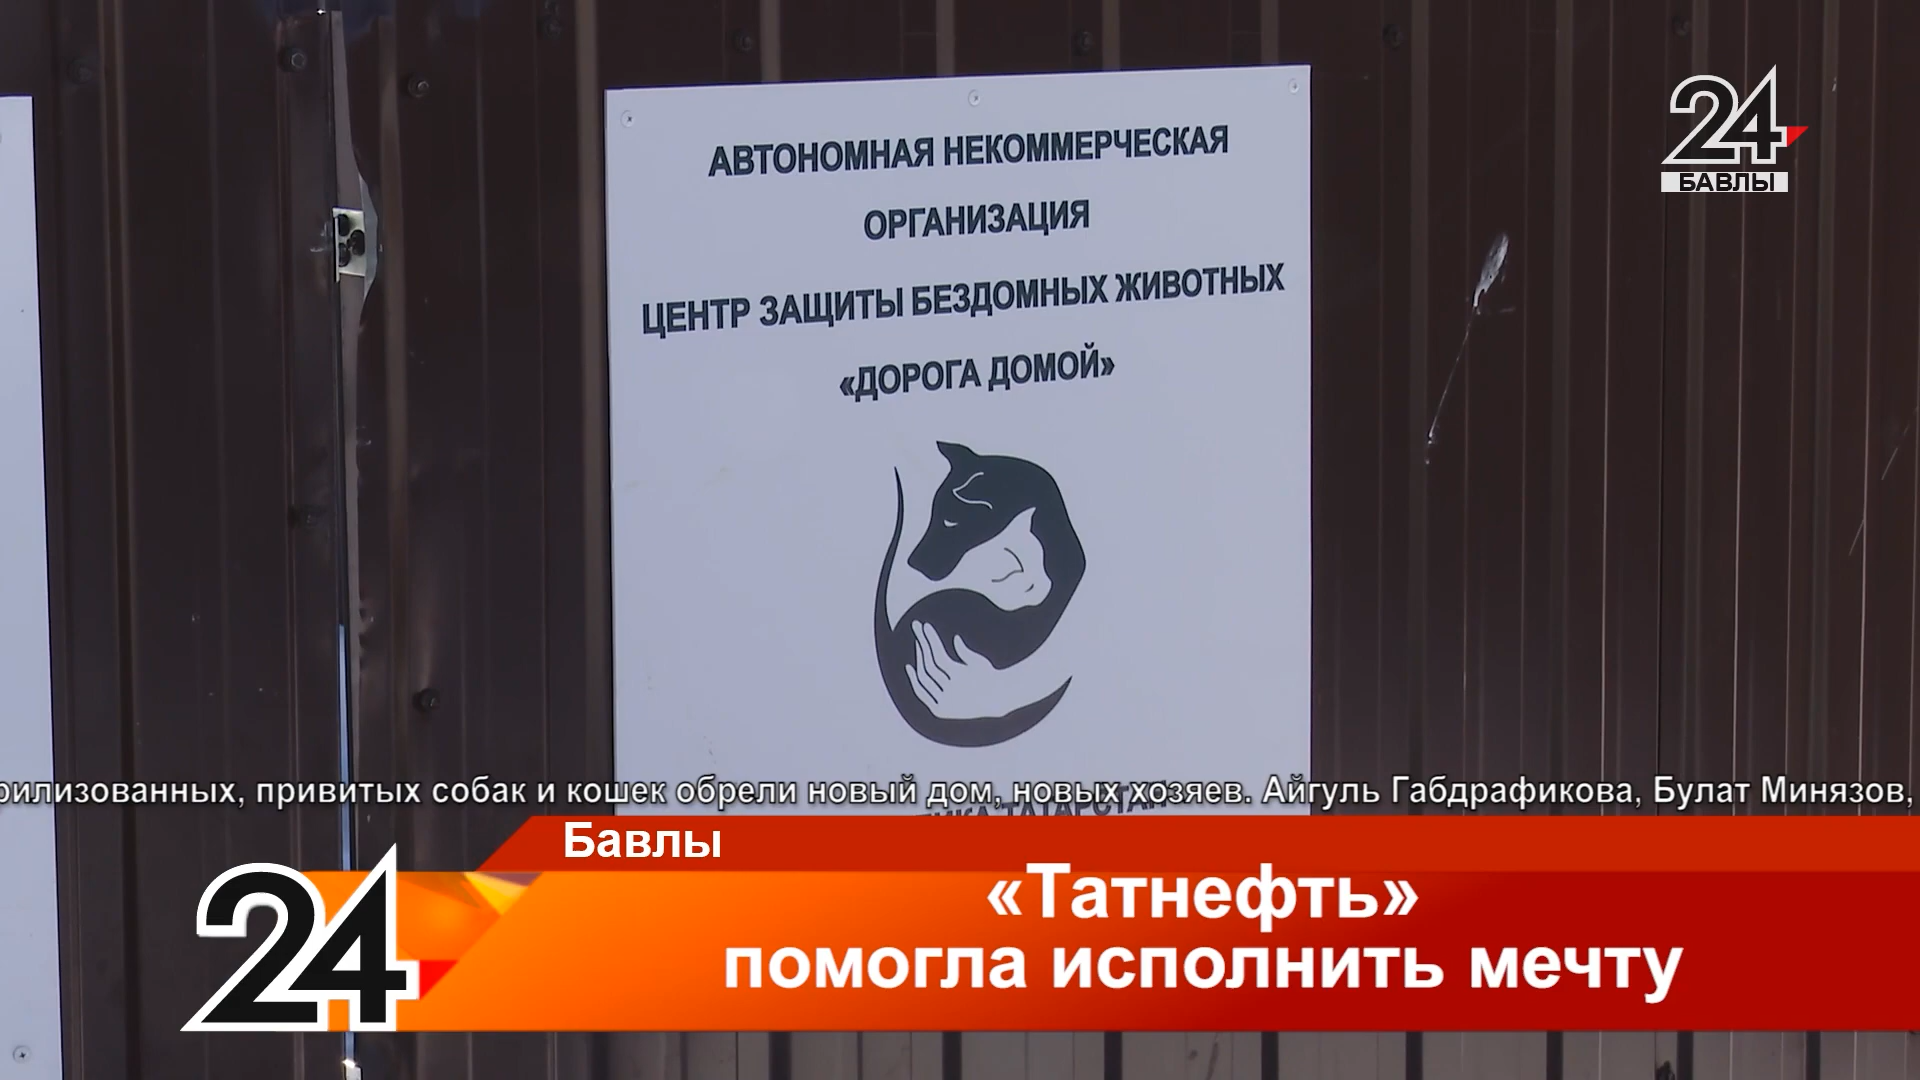 АВТОНОМНАЯ НЕКОММЕРЧЕСКАЯ
ОРГАНИЗАЦИЯ
ЦЕНТР ЗАЩИТЫ БЕЗДОМНЫХ ЖИВОТНЫХ
«ДОРОГА ДОМОЙ»
24
БАВЛЫ
привитых собак и кошек обрели новый дом, новых хозяев. Айгуль Габдрафикова, Булат Минязов,
Бавлы
24
«Татнефть»
помогла исполнить мечту